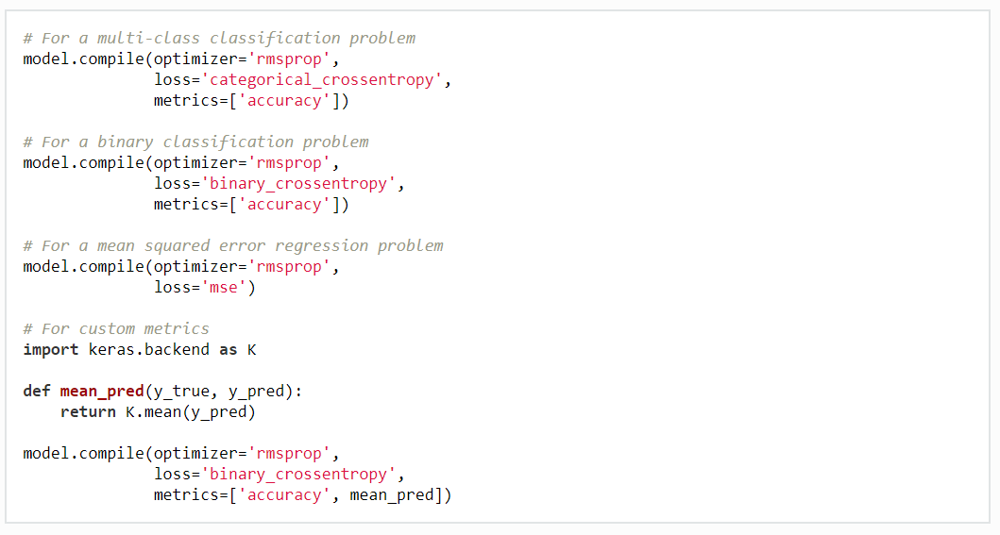 # For a multi-class classification problem
model.compile(optimizer='rmsprop',
              loss='categorical_crossentropy',
              metrics=['accuracy'])

# For a binary classification problem
model.compile(optimizer='rmsprop',
              loss='binary_crossentropy',
              metrics=['accuracy'])

# For a mean squared error regression problem
model.compile(optimizer='rmsprop',
              loss='mse')

# For custom metrics
import keras.backend as K

def mean_pred(y_true, y_pred):
    return K.mean(y_pred)

model.compile(optimizer='rmsprop',
              loss='binary_crossentropy',
              metrics=['accuracy', mean_pred])